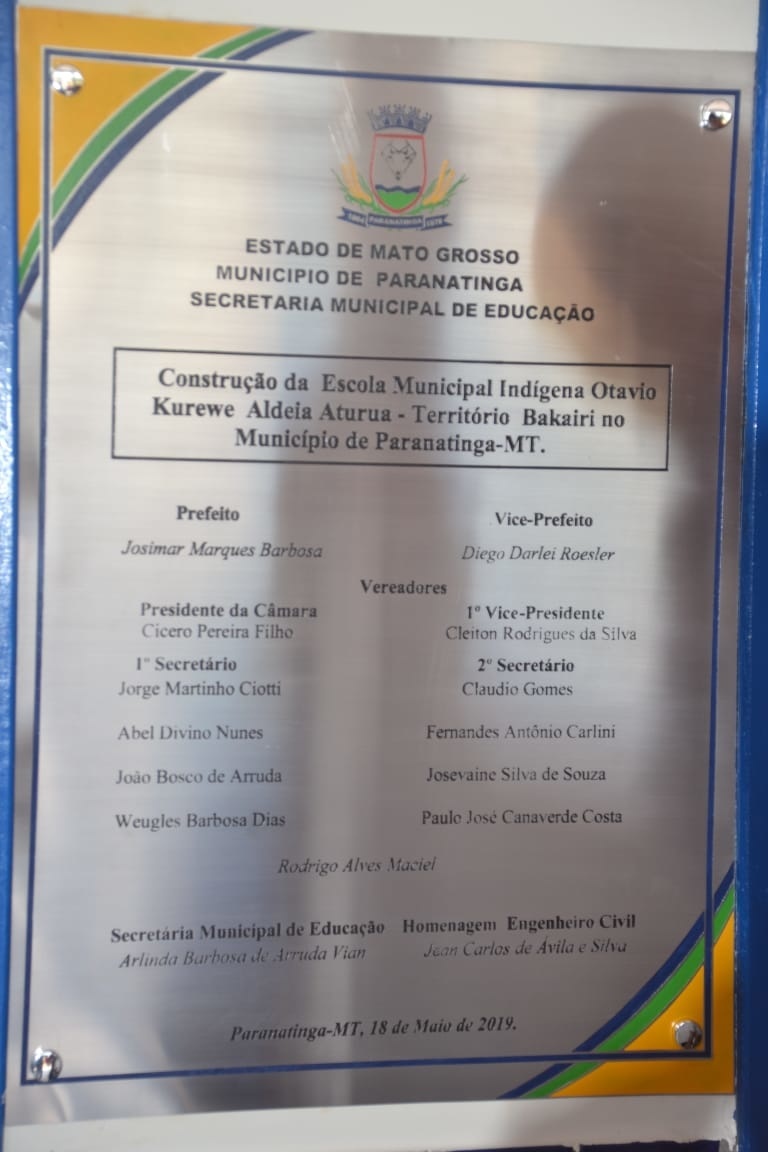 1964 PARANATINGA 1979
ESTADO DE MATO GROSSO
MUNICIPIO DE PARANATINGA
SECRETARIA MUNICIPAL DE EDUCAÇÃO
Construção da Escola Municipal Indígena Otavio
Kurewe Aldeia Aturua - Território Bakairi no
Município de Paranatinga-MT.
Prefeito
Josimar Marques Barbosa
Vice-Prefeito
Diego Darlei Roesler
Vereadores
Presidente da Câmara
Cicero Pereira Filho
1º Vice-Presidente
Cleiton Rodrigues da Silva
1º Secretário
Jorge Martinho Ciotti
2º Secretário
Claudio Gomes
Abel Divino Nunes
Fernandes Antônio Carlini
João Bosco de Arruda
Josevaine Silva de Souza
Weugles Barbosa Dias
Paulo José Canaverde Costa
Rodrigo Alves Maciel
Secretária Municipal de Educação
Arlinda Barbosa de Arruda Vian
Homenagem Engenheiro Civil
Jean Carlos de Ávila e Silva
Paranatinga-MT, 18 de Maio de 2019.